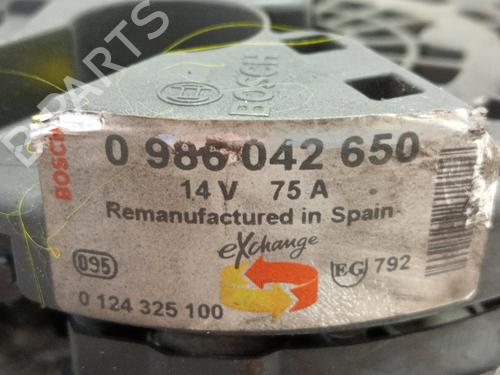 B-PARTS
BOSCH
BOSCH
0 986 042 650
14 V 75 A
Remanufactured in Spain
eXchange
095
EG 792
0 124 325 100